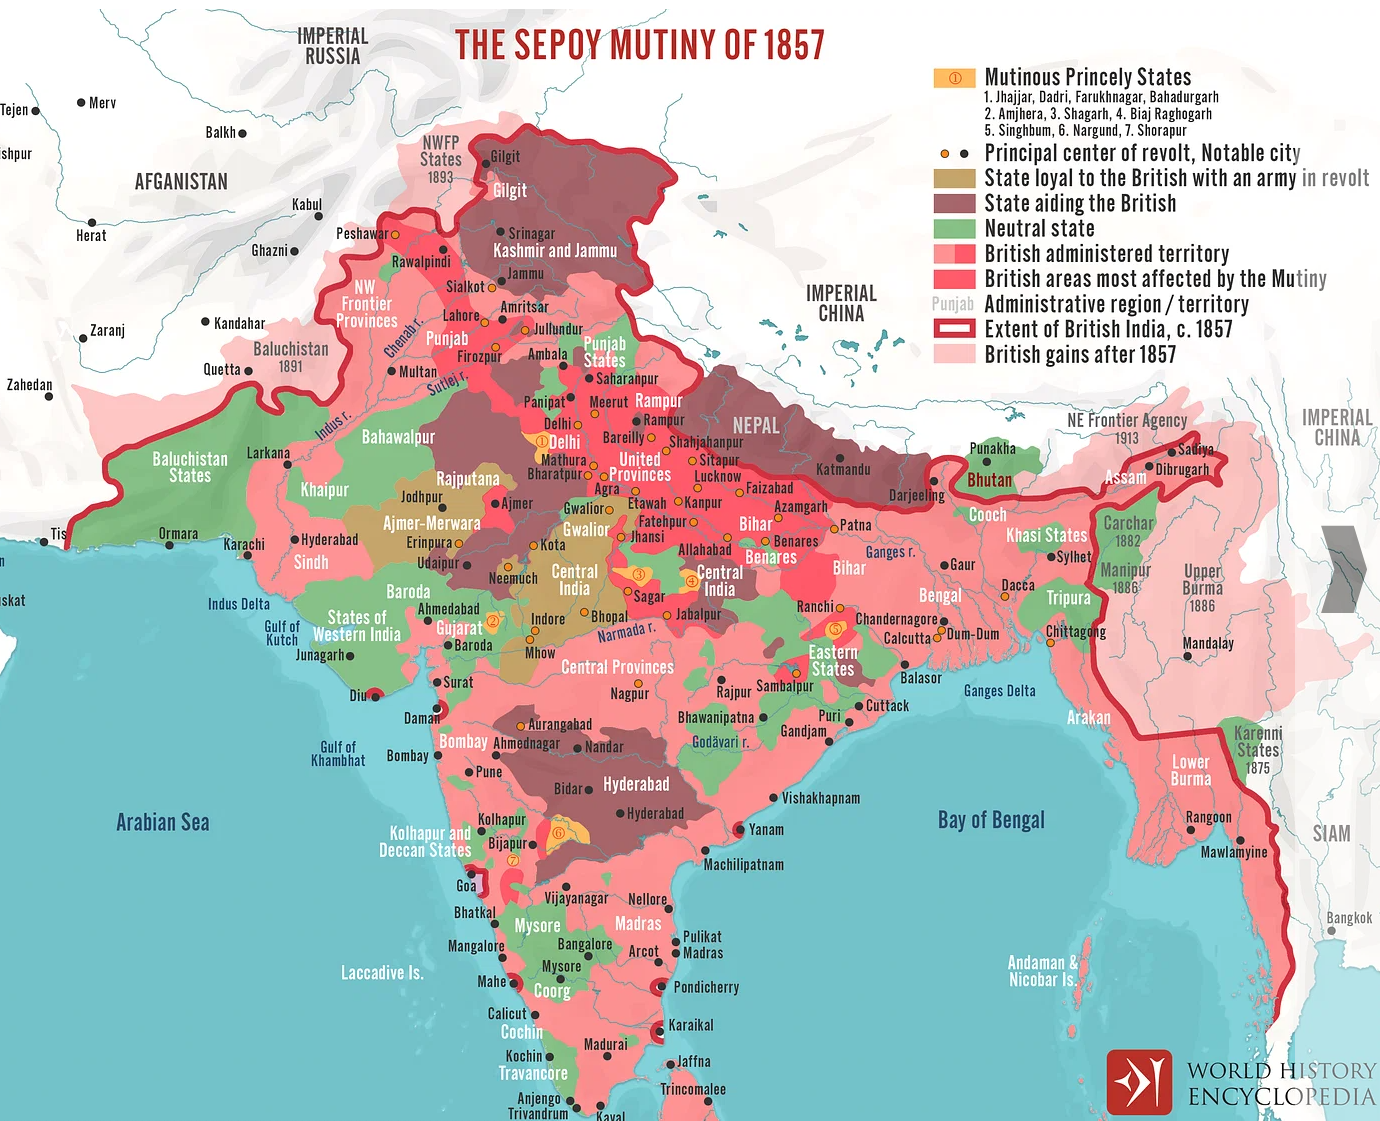 THE SEPOY MUTINY OF 1857
IMPERIAL
RUSSIA
Mutinous Princely States
1. Jhajjar, Dadri, Farukhnagar, Bahadurgarh
2. Amjhera, 3. Shagarh, 4. Biaj Raghogarh
5. Singhbum, 6. Nargund, 7. Shorapur
Principal center of revolt, Notable city
State loyal to the British with an army in revolt
State aiding the British
Neutral state
British administered territory
British areas most affected by the Mutiny
Punjab
Administrative region / territory
Extent of British India, c. 1857
British gains after 1857
Tejen
Merv
Balkh
ishpur
AFGANISTAN
Kabul
Herat
Ghazni
Zaranj
Kandahar
Zahedan
Quetta
Baluchistan
1891
NWFP
States
1893
Gilgit
Gilgit
Peshawar
Rawalpindi
Srinagar
Kashmir and Jammu
Jammu
Sialkot
NW
Frontier
Provinces
Chenab r.
Amritsar
Lahore
Jullundur
Punjab
Firozpur
Multan
Sutlej r.
Ambala
Punjab
States
Saharanpur
Panipat
Meerut
Rampur
Rampur
IMPERIAL
CHINA
NEPAL
Katmandu
Darjeeling
Punakha
Bhutan
NE Frontier Agency
1913
Sadiya
Dibrugarh
Assam
IMPERIAL
CHINA
Indus r.
Bahawalpur
Larkana
Baluchistan
States
Khaipur
Delhi
①
Delhi
Bareilly
Shahjahanpur
Mathura
Bharatpur
United
Provinces
Sitapur
Lucknow
Rajputana
Jodhpur
Ajmer
Agra
Etawah
Kanpur
Faizabad
Ajmer-Merwara
Gwalior
Gwalior
Fatehpur
Azamgarh
Bihar
Patna
Tis
Ormara
Karachi
Hyderabad
Sindh
Erinpura
Kota
Jhansi
Allahabad
Benares
Benares
Ganges r.
Bihar
Cooch
Khasi States
Sylhet
Carchar
1882
Manipur
1886
Upper
Burma
1886
Udaipur
Neemuch
Central
India
③
④
Central
India
Gaur
Dacca
Tripura
uskat
Indus Delta
Baroda
Sagar
Bengal
Gulf of
Kutch
States of
Western India
Ahmedabad
Gujarat
②
Indore
Bhopal
Narmada r.
Jabalpur
Ranchi
⑤
Chandernagore
Calcutta
Dum-Dum
Chittagong
Mandalay
Junagarh
Baroda
Mhow
Eastern
States
Central Provinces
Balasor
Diu
Surat
Nagpur
Rajpur
Sambalpur
Ganges Delta
Daman
Bhawanipatna
Puri
Cuttack
Arakan
Aurangabad
Gandjam
Gulf of
Khambhat
Bombay
Bombay
Ahmednagar
Nandar
Godāvari r.
Karenni
States
1875
Pune
Lower
Burma
Bidar
Hyderabad
Vishakhapnam
Arabian Sea
Hyderabad
Bay of Bengal
Rangoon
Mawlamyine
SIAM
Kolhapur
Kolhapur and
Deccan States
Bijapur
⑥
⑦
Yanam
Machilipatnam
Goa
Vijayanagar
Nellore
Bangkok
Bhatkal
Mysore
Madras
Pulikat
Madras
Mangalore
Bangalore
Arcot
Laccadive Is.
Mahe
Mysore
Coorg
Pondicherry
Andaman &
Nicobar Is.
Calicut
Cochin
Karaikal
Kochin
Travancore
Madurai
Jaffna
Anjengo
Trivandrum
Kayal
Trincomalee
WORLD HISTORY
ENCYCLOPEDIA